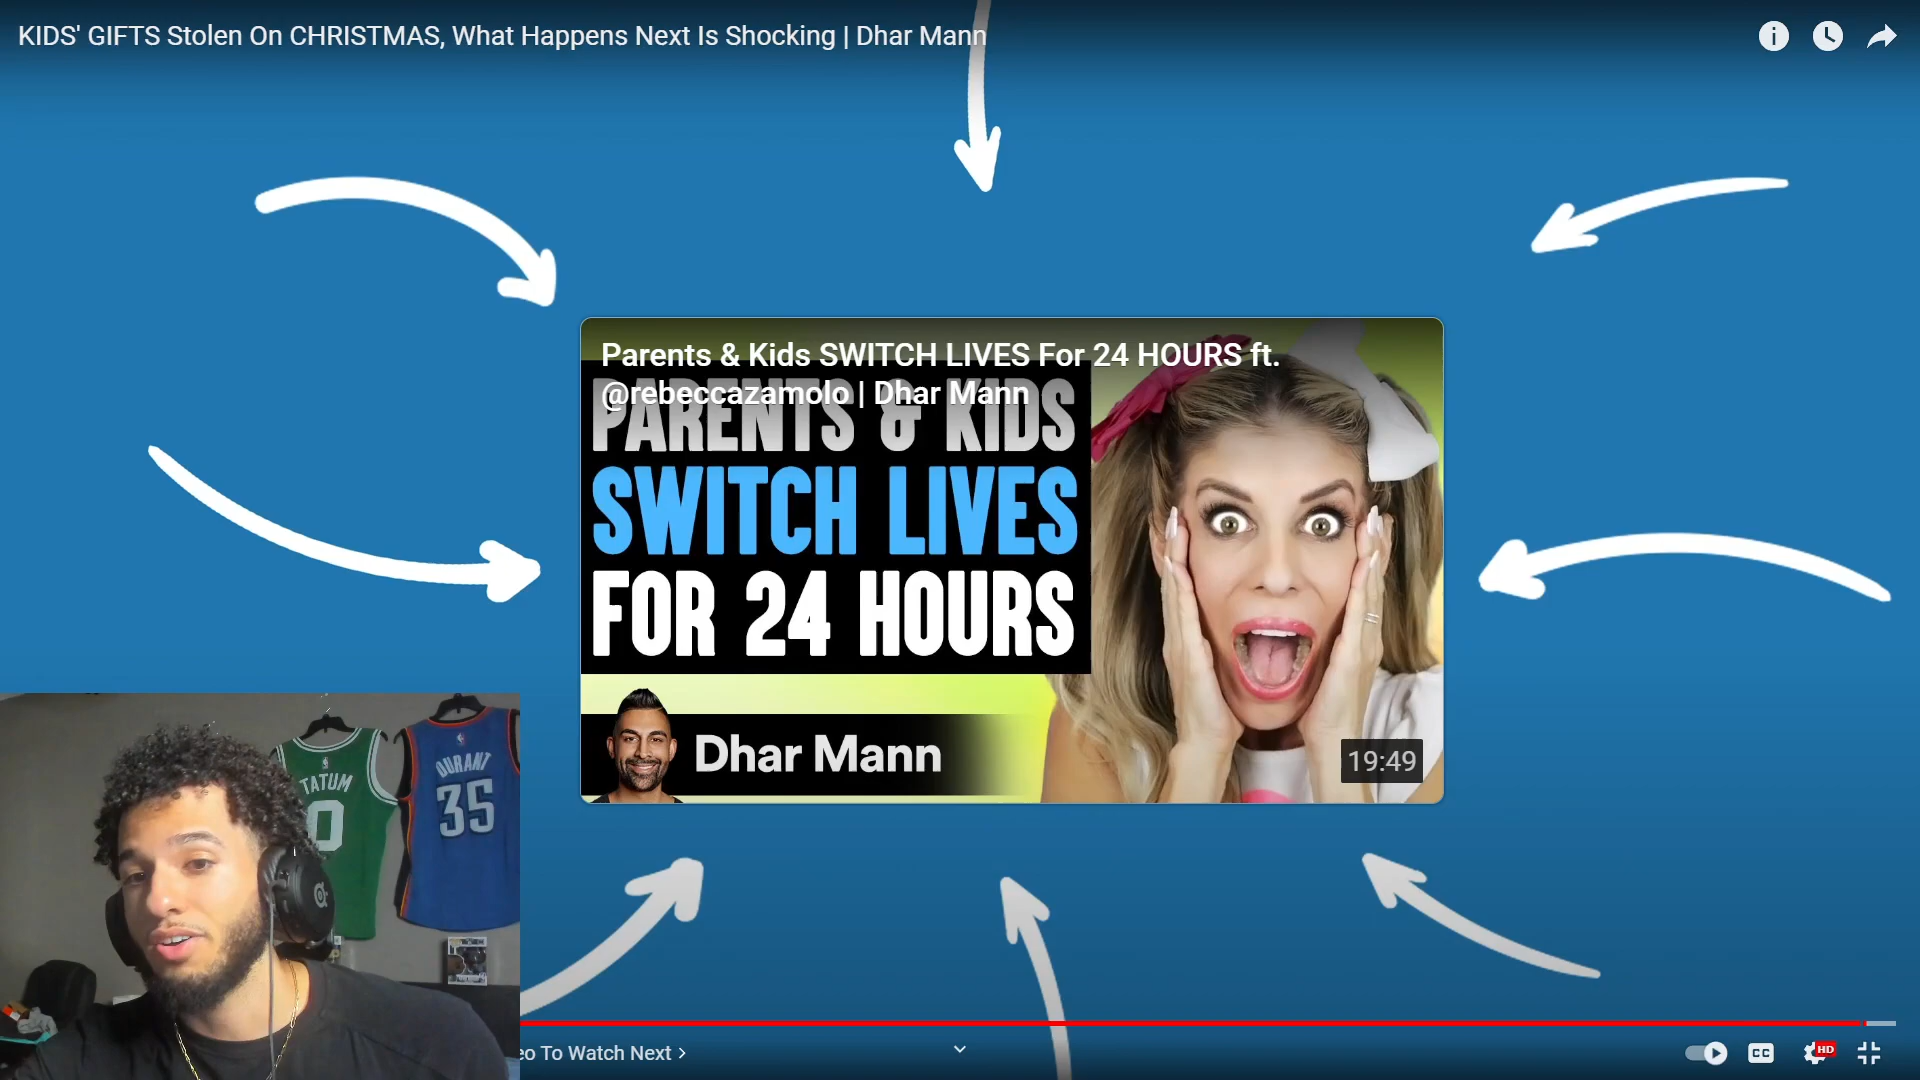 KIDS' GIFTS Stolen On CHRISTMAS, What Happens Next Is Shocking | Dhar Mann
Parents & Kids SWITCH LIVES For 24 HOURS ft.
@rebeccazamolo | Dhar Mann
PARENTS & KIDS
SWITCH LIVES
FOR 24 HOURS
Dhar Mann
19:49
TATUM
0
DURANT
35
eo To Watch Next >
CC
HD